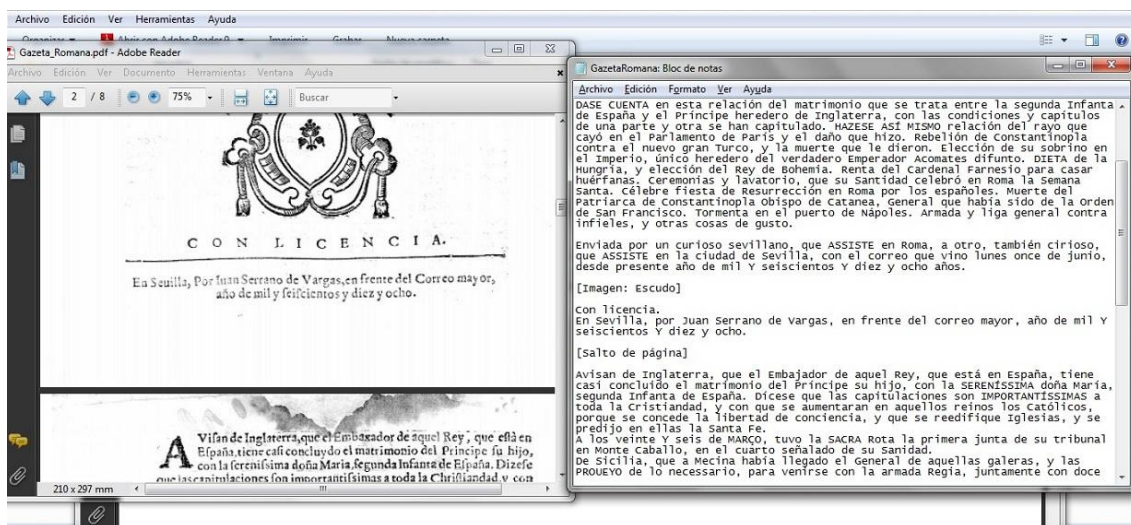 Archivo Edición Ver Herramientas Ayuda
Organizar Abrir con Adobe Reader 9 Imprimir Grabar Nueva carpeta
Gazeta_Romana.pdf - Adobe Reader
Archivo Edición Ver Documento Herramientas Ventana Ayuda
2 / 8 75% Buscar
CON LICENCIA.
En Seuilla, Por Iuan Serrano de Vargas, en frente del Correo mayor,
año de mil y seiscientos y diez y ocho.
AVisan de Inglaterra, que el Embaxador de aquel Rey, que està en
España, tiene casi concluydo el matrimonio del Principe su hijo,
con la serenissima doña Maria, segunda Infanta de España. Dizese
que las capitulaciones son importantissimas a toda la Christiandad, y con
210 x 297 mm
GazetaRomana: Bloc de notas
Archivo Edición Formato Ver Ayuda
DASE CUENTA en esta relación del matrimonio que se trata entre la segunda Infanta
de España y el Príncipe heredero de Inglaterra, con las condiciones y capítulos
de una parte y otra se han capitulado. HAZESE ASÍ MISMO relación del rayo que
cayó en el Parlamento de París y el daño que hizo. Rebelión de Constantinopla
contra el nuevo gran Turco, y la muerte que le dieron. Elección de su sobrino en
el Imperio, único heredero del verdadero Emperador Acomates difunto. DIETA de la
Hungría, y elección del Rey de Bohemia. Renta del Cardenal Farnesio para casar
huérfanas. Ceremonias y lavatorio, que su Santidad celebró en Roma la Semana
Santa. Célebre fiesta de Resurrección en Roma por los españoles. Muerte del
Patriarca de Constantinopla Obispo de Catanea, General que había sido de la Orden
de San Francisco. Tormenta en el puerto de Nápoles. Armada y liga general contra
infieles, y otras cosas de gusto.
Enviada por un curioso sevillano, que ASSISTE en Roma, a otro, también cirioso,
que ASSISTE en la ciudad de Sevilla, con el correo que vino lunes once de junio,
desde presente año de mil Y seiscientos Y diez y ocho años.
[Imagen: Escudo]
Con licencia.
En Sevilla, por Juan Serrano de Vargas, en frente del correo mayor, año de mil Y
seiscientos Y diez y ocho.
[Salto de página]
Avisan de Inglaterra, que el Embajador de aquel Rey, que está en España, tiene
casi concluido el matrimonio del Príncipe su hijo, con la SERENÍSSIMA doña María,
segunda Infanta de España. Dícese que las capitulaciones son IMPORTANTÍSSIMAS a
toda la Cristiandad, y con que se aumentaran en aquellos reinos los Católicos,
porque se concede la libertad de conciencia, y que se reedifique Iglesias, y se
predijo en ellas la Santa Fe.
A los veinte Y seis de MARÇO, tuvo la SACRA Rota la primera junta de su tribunal
en Monte Caballo, en el cuarto señalado de su Sanidad.
De Sicilia, que a Mecina había llegado el General de aquellas galeras, y las
PROUEYO de lo necessario, para venirse con la armada Regia, juntamente con doce